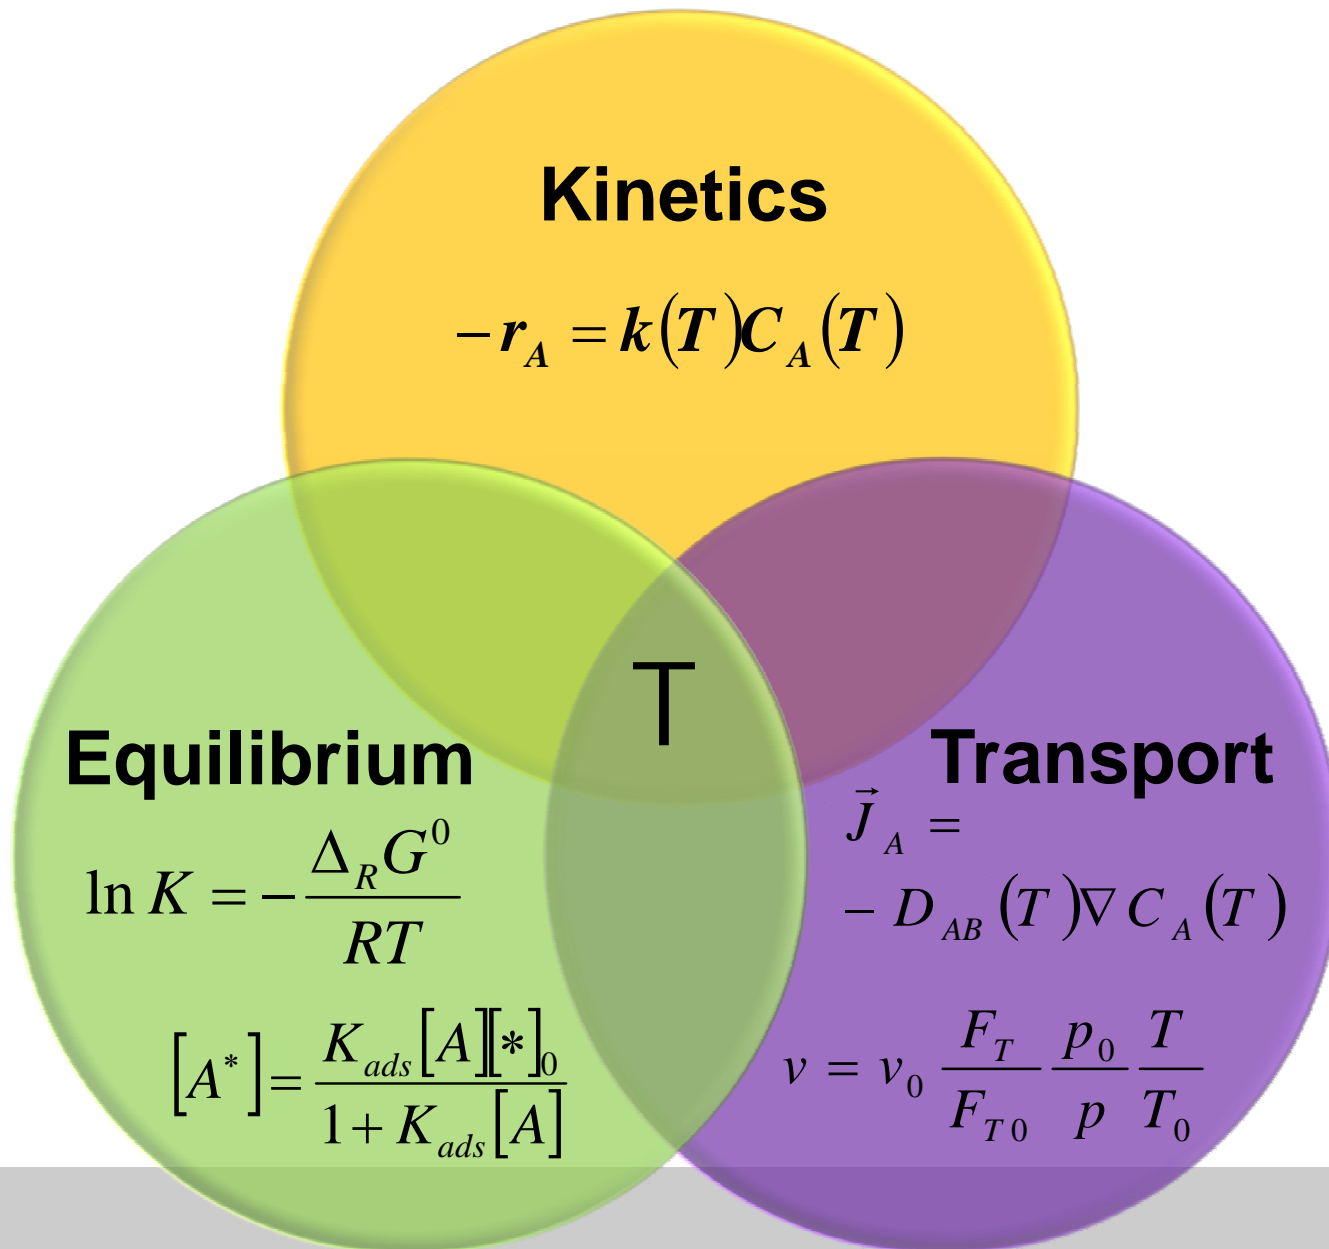 Kinetics
−r_A = k(T)C_A(T)
T
Equilibrium
ln K = −Δ_R G^0 / RT
[A^*] = K_ads[A][*]_0 / 1 + K_ads[A]
Transport
J⃗_A =
− D_AB (T)∇ C_A (T)
v = v_0 F_T / F_T0 p_0 / p T / T_0